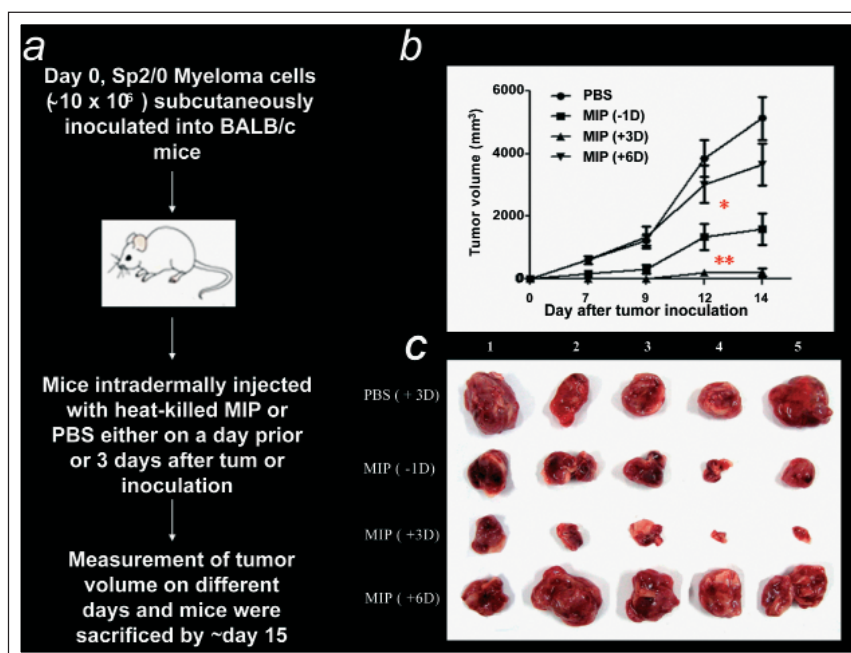 a
Day 0, Sp2/0 Myeloma cells
(~10 x 10⁶ ) subcutaneously
inoculated into BALB/c
mice
Mice intradermally injected
with heat-killed MIP or
PBS either on a day prior
or 3 days after tum or
inoculation
Measurement of tumor
volume on different
days and mice were
sacrificed by ~day 15
b
Tumor volume (mm³)
6000
4000
2000
0
PBS
MIP (-1D)
MIP (+3D)
MIP (+6D)
*
**
0 7 9 12 14
Day after tumor inoculation
c
1 2 3 4 5
PBS ( + 3D)
MIP ( -1D)
MIP ( +3D)
MIP ( +6D)